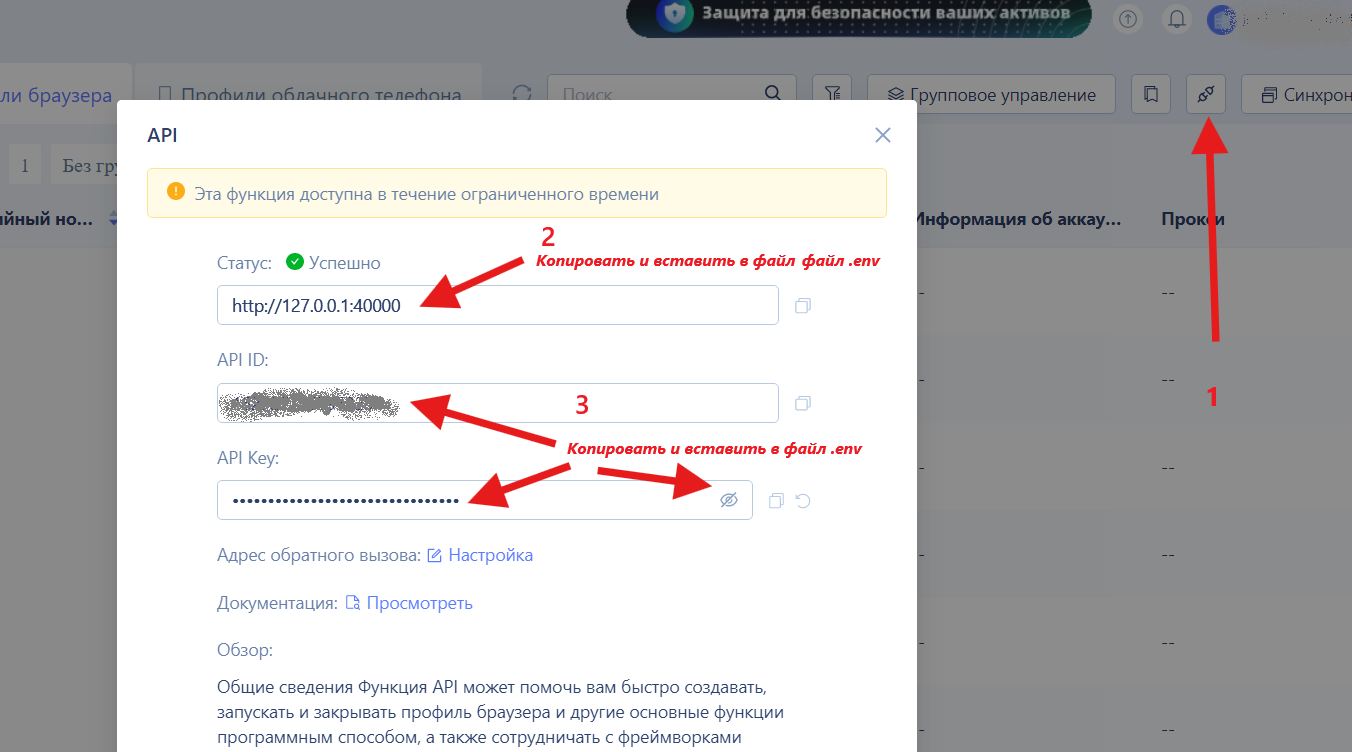 Защита для безопасности ваших активов
ли браузера
Профили облачного телефона
Поиск
Групповое управление
Синхрон
1
Без гру
йный но...
Информация об аккау...
Прокси
API
Эта функция доступна в течение ограниченного времени
2
Копировать и вставить в файл файл .env
Статус: Успешно
http://127.0.0.1:40000
--
API ID:
--
1
3
Копировать и вставить в файл .env
API Key:
--
••••••••••••••••••••••••••••••••
Адрес обратного вызова: Настройка
--
Документация: Просмотреть
--
Обзор:
Общие сведения Функция API может помочь вам быстро создавать,
запускать и закрывать профиль браузера и другие основные функции
--
программным способом, а также сотрудничать с фреймворками